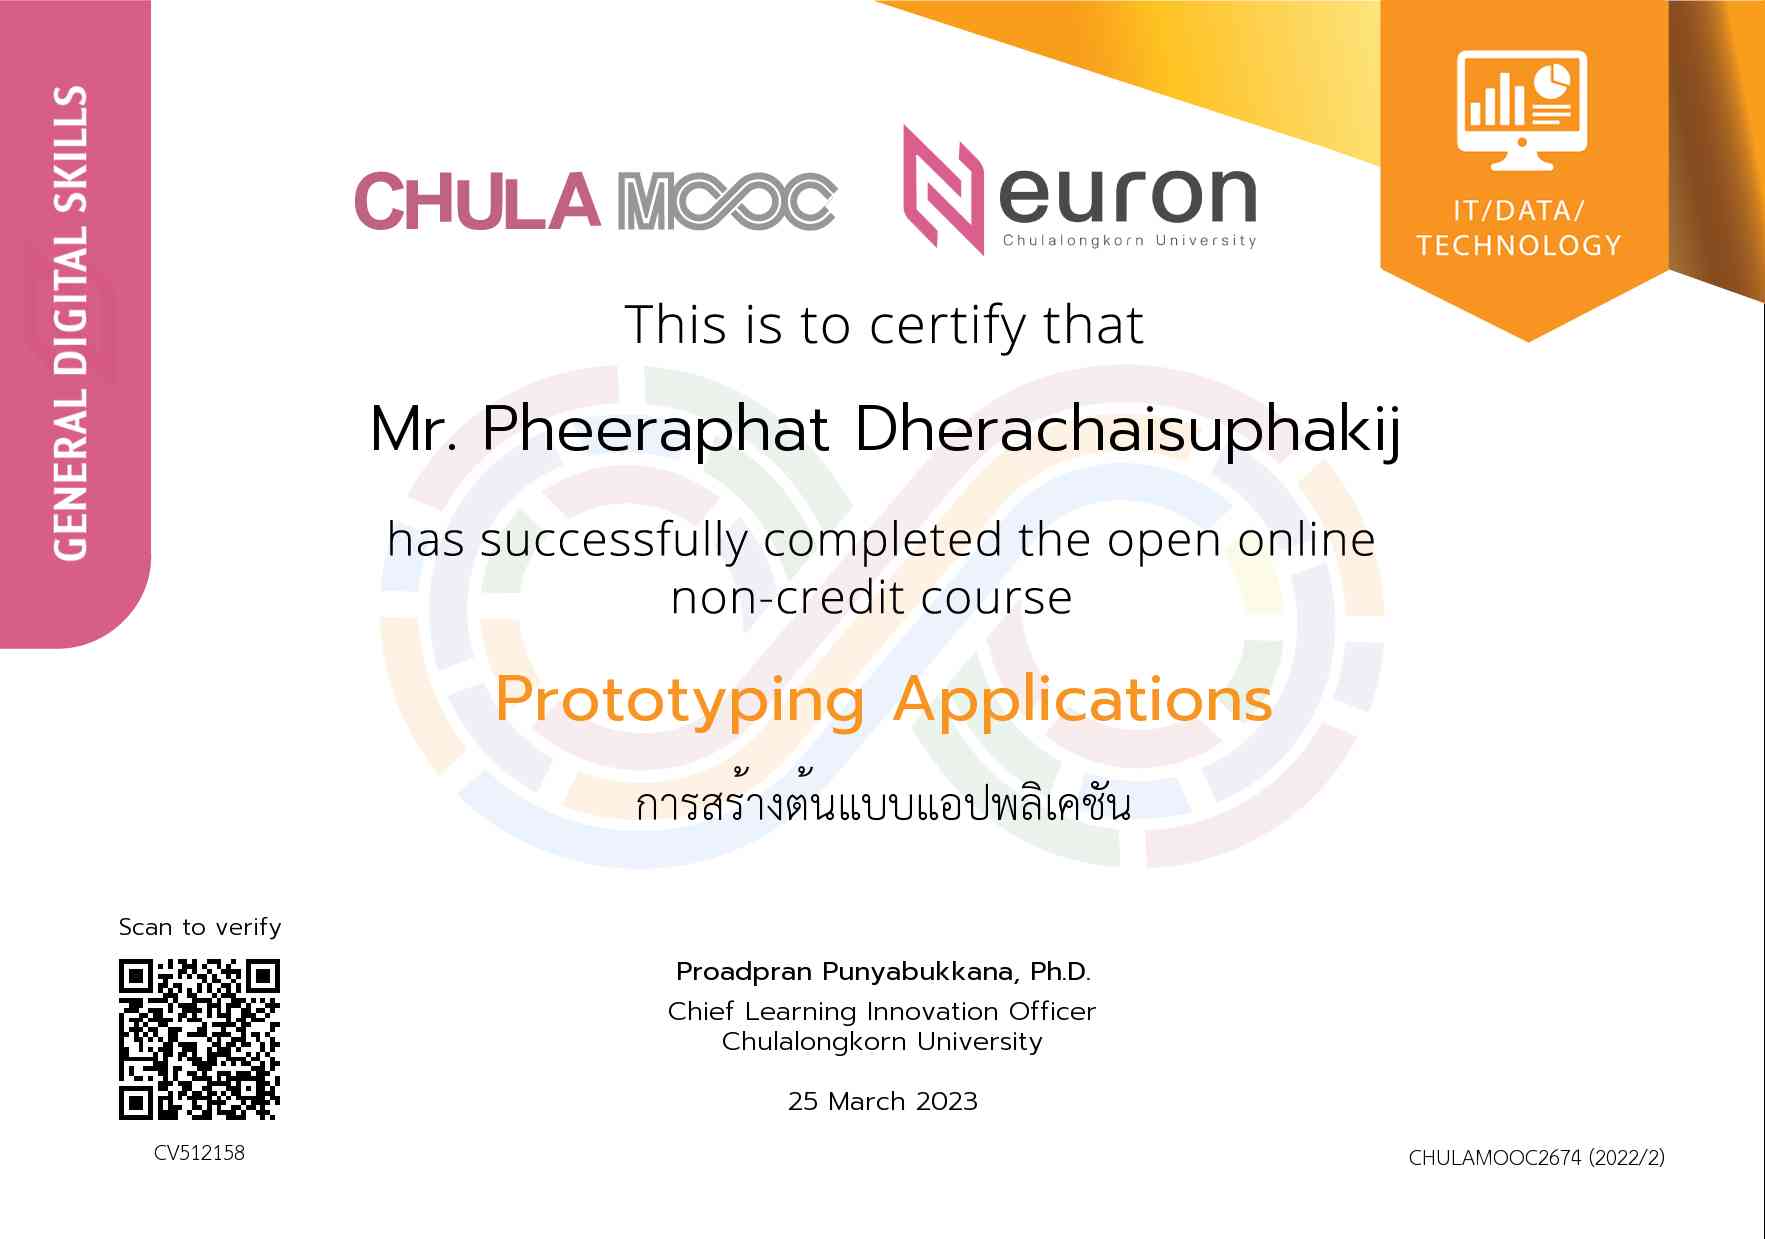 GENERAL DIGITAL SKILLS
CHULA MOOC
Neuron
Chulalongkorn University
IT/DATA/
TECHNOLOGY
This is to certify that
Mr. Pheeraphat Dherachaisuphakij
has successfully completed the open online
non-credit course
Prototyping Applications
การสร้างต้นแบบแอปพลิเคชัน
Scan to verify
CV512158
Proadpran Punyabukkana, Ph.D.
Chief Learning Innovation Officer
Chulalongkorn University
25 March 2023
CHULAMOOC2674 (2022/2)